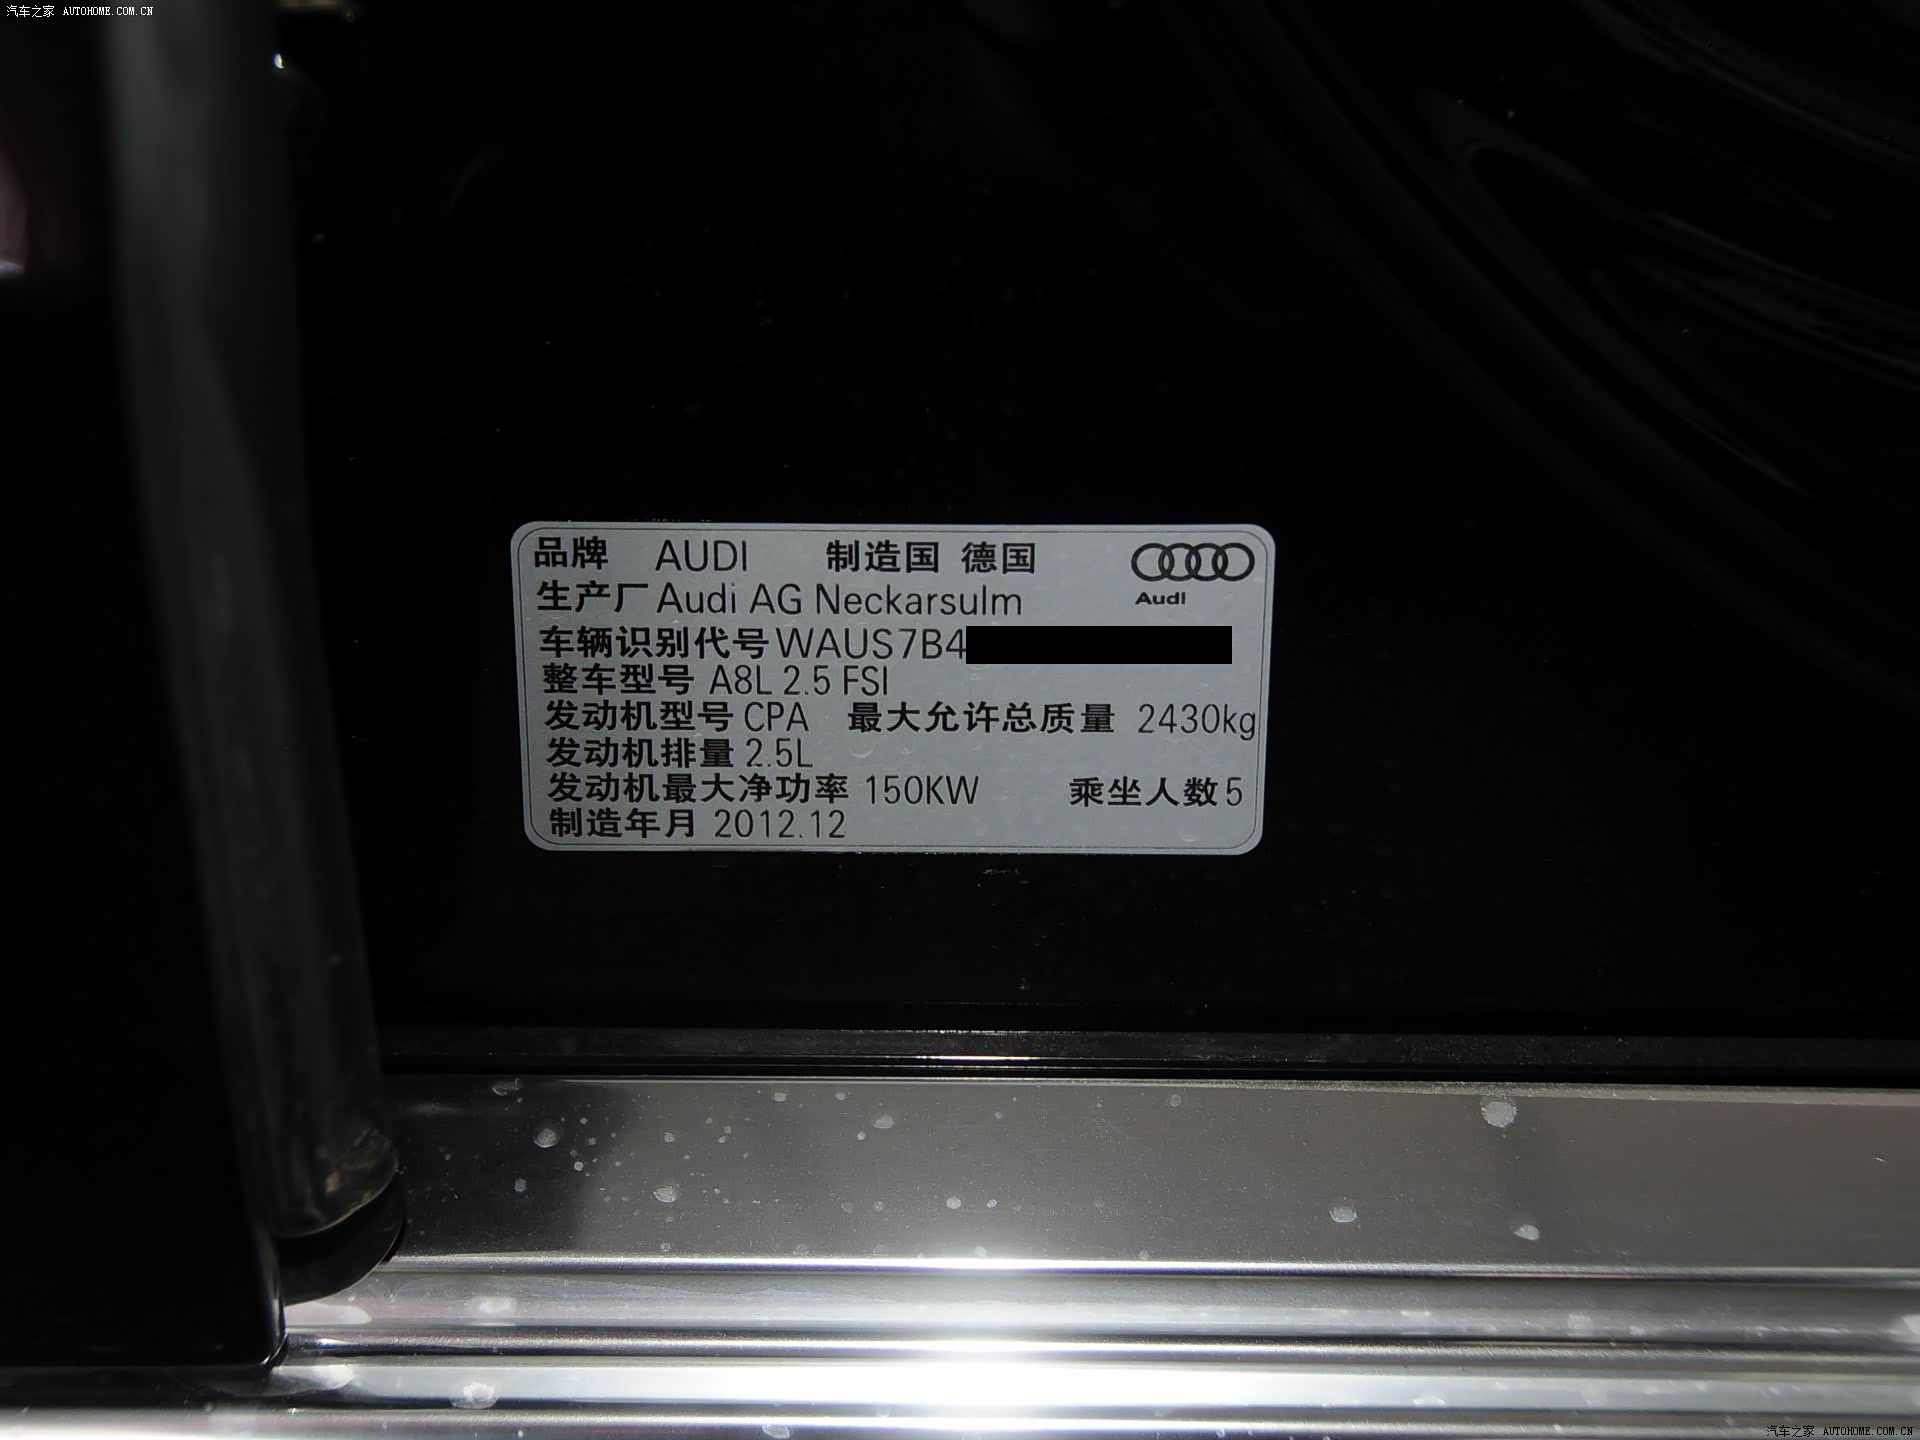 汽车之家 AUTOHOME.COM.CN
品牌 AUDI 制造国 德国
Audi
生产厂 Audi AG Neckarsulm
车辆识别代号 WAUS7B4
整车型号 A8L 2.5 FSI
发动机型号 CPA 最大允许总质量 2430kg
发动机排量 2.5L
发动机最大净功率 150KW 乘坐人数 5
制造年月 2012.12
汽车之家 AUTOHOME.COM.CN